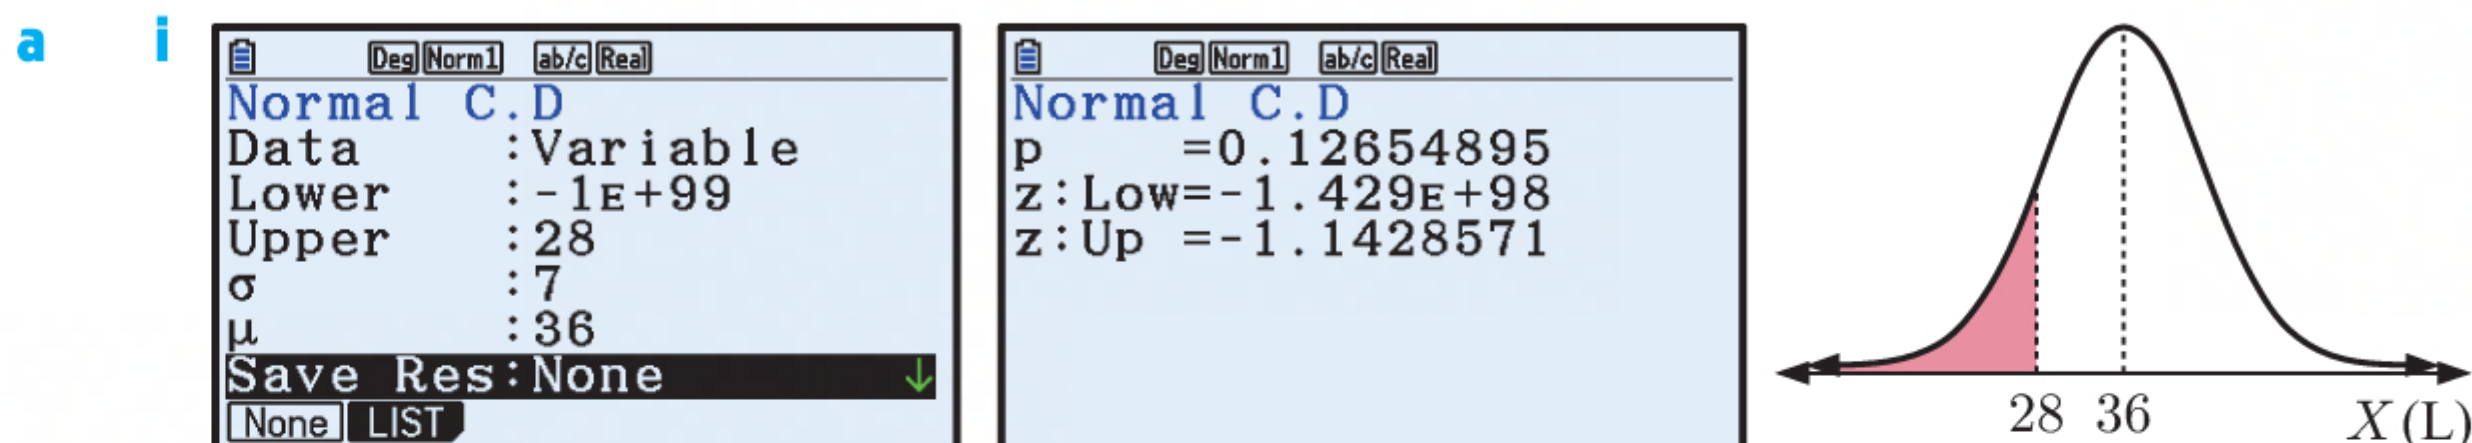 a i
Deg Norm1 ab/c Real
Normal C.D
Data :Variable
Lower :-1E+99
Upper :28
σ :7
μ :36
Save Res:None ↓
None LIST
Deg Norm1 ab/c Real
Normal C.D
p =0.12654895
z:Low=-1.429E+98
z:Up =-1.1428571
28 36 X (L)